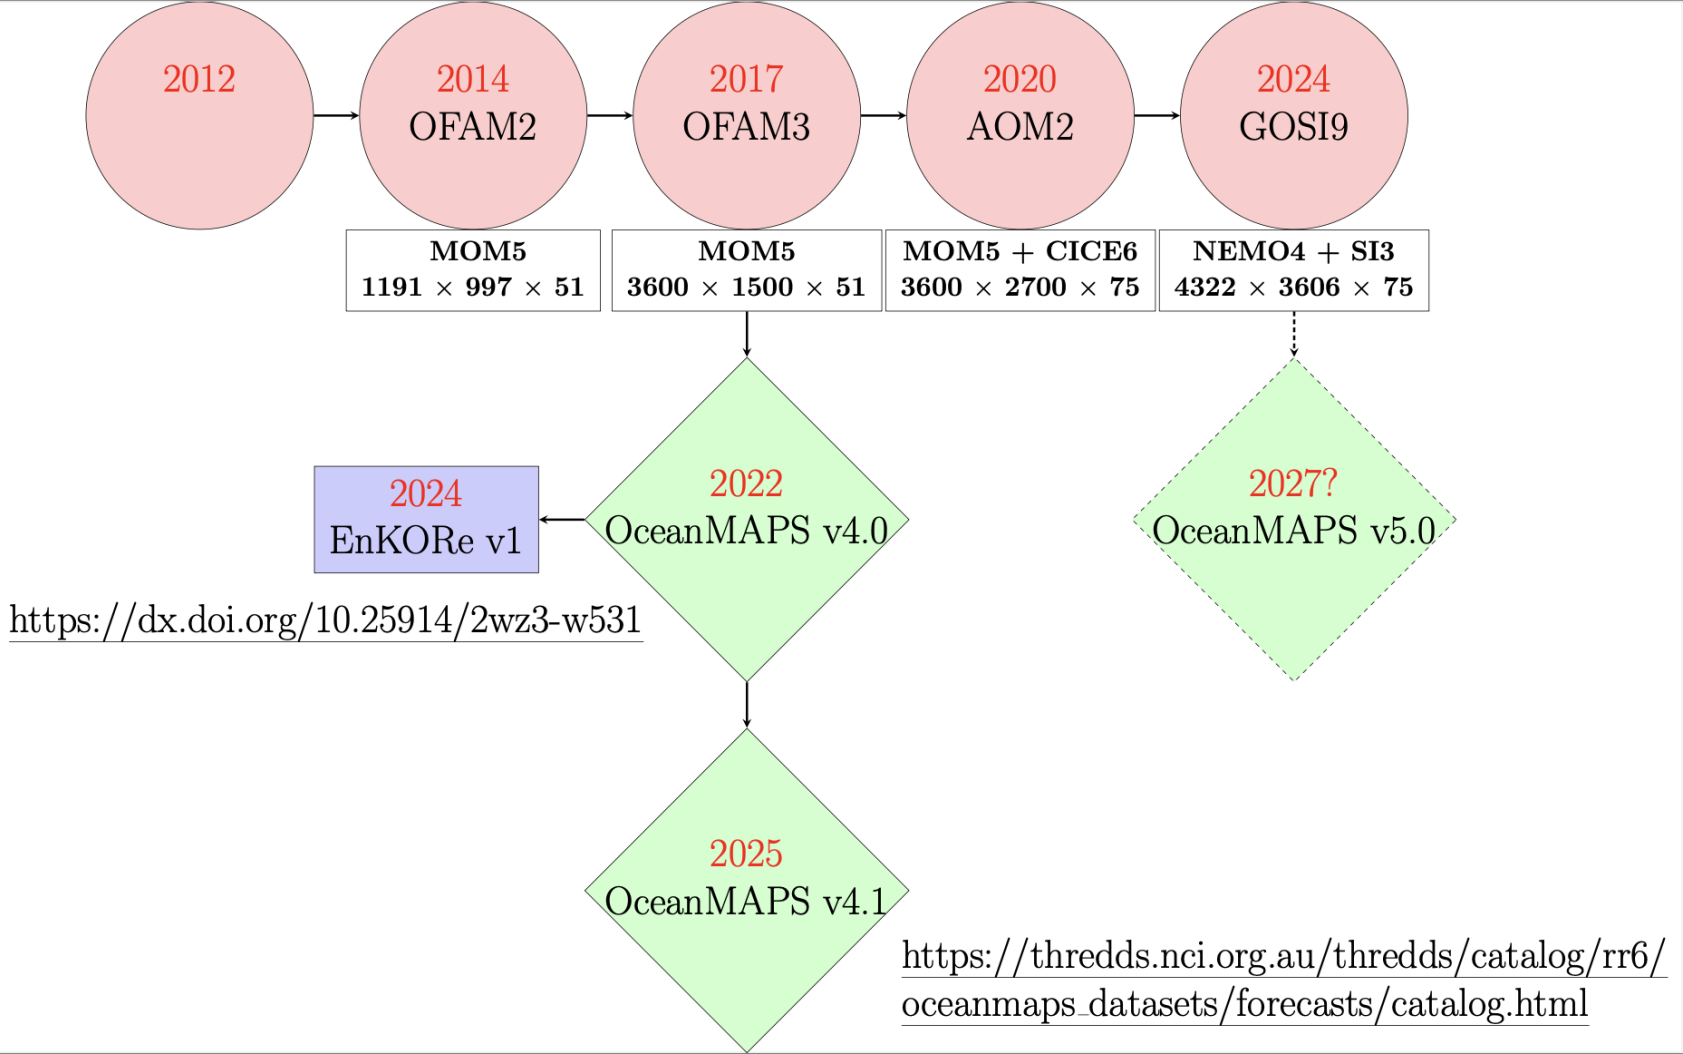 2012
2014
OFAM2
2017
OFAM3
2020
AOM2
2024
GOSI9
MOM5
1191 × 997 × 51
MOM5
3600 × 1500 × 51
MOM5 + CICE6
3600 × 2700 × 75
NEMO4 + SI3
4322 × 3606 × 75
2024
EnKORe v1
2022
OceanMAPS v4.0
2027?
OceanMAPS v5.0
https://dx.doi.org/10.25914/2wz3-w531
2025
OceanMAPS v4.1
https://thredds.nci.org.au/thredds/catalog/rr6/
oceanmaps_datasets/forecasts/catalog.html